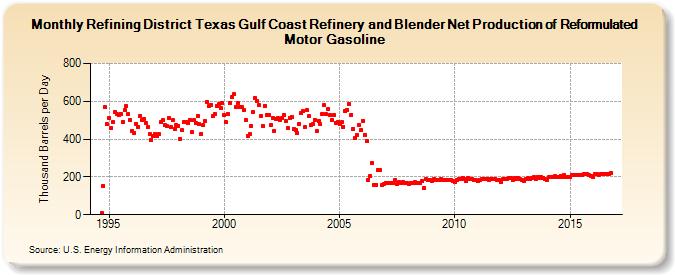 Monthly Refining District Texas Gulf Coast Refinery and Blender Net Production of Reformulated
Motor Gasoline
Thousand Barrels per Day
800
600
400
200
0
1995
2000
2005
2010
2015
Source: U.S. Energy Information Administration